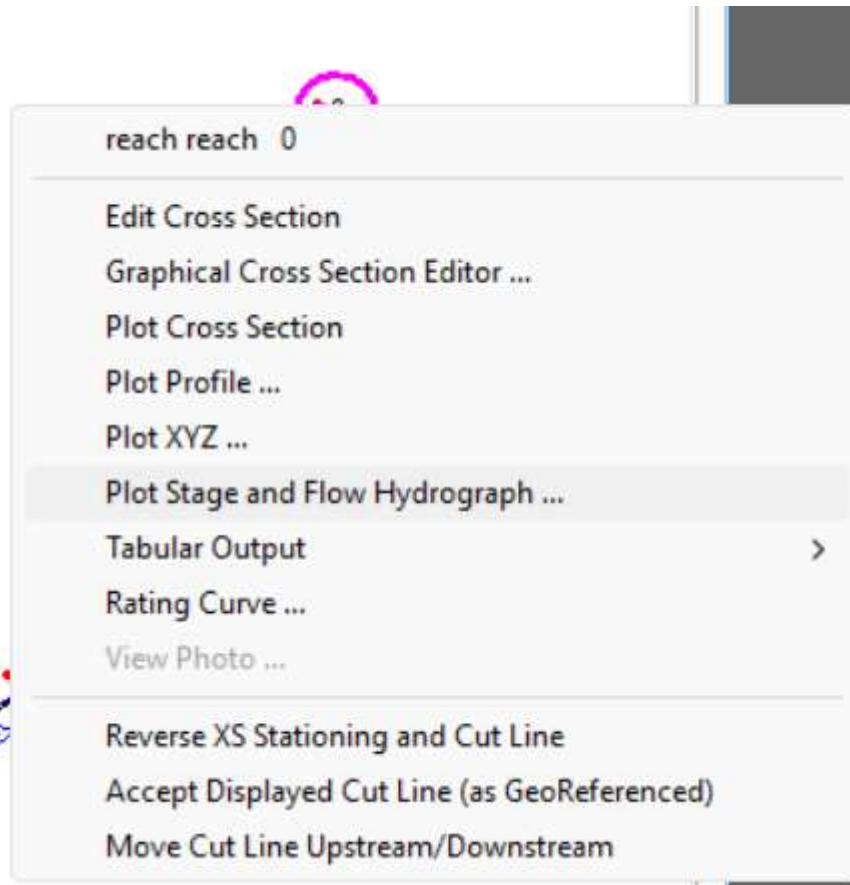 reach reach 0
Edit Cross Section
Graphical Cross Section Editor ...
Plot Cross Section
Plot Profile ...
Plot XYZ ...
Plot Stage and Flow Hydrograph ...
Tabular Output
Rating Curve ...
View Photo ...
Reverse XS Stationing and Cut Line
Accept Displayed Cut Line (as GeoReferenced)
Move Cut Line Upstream/Downstream